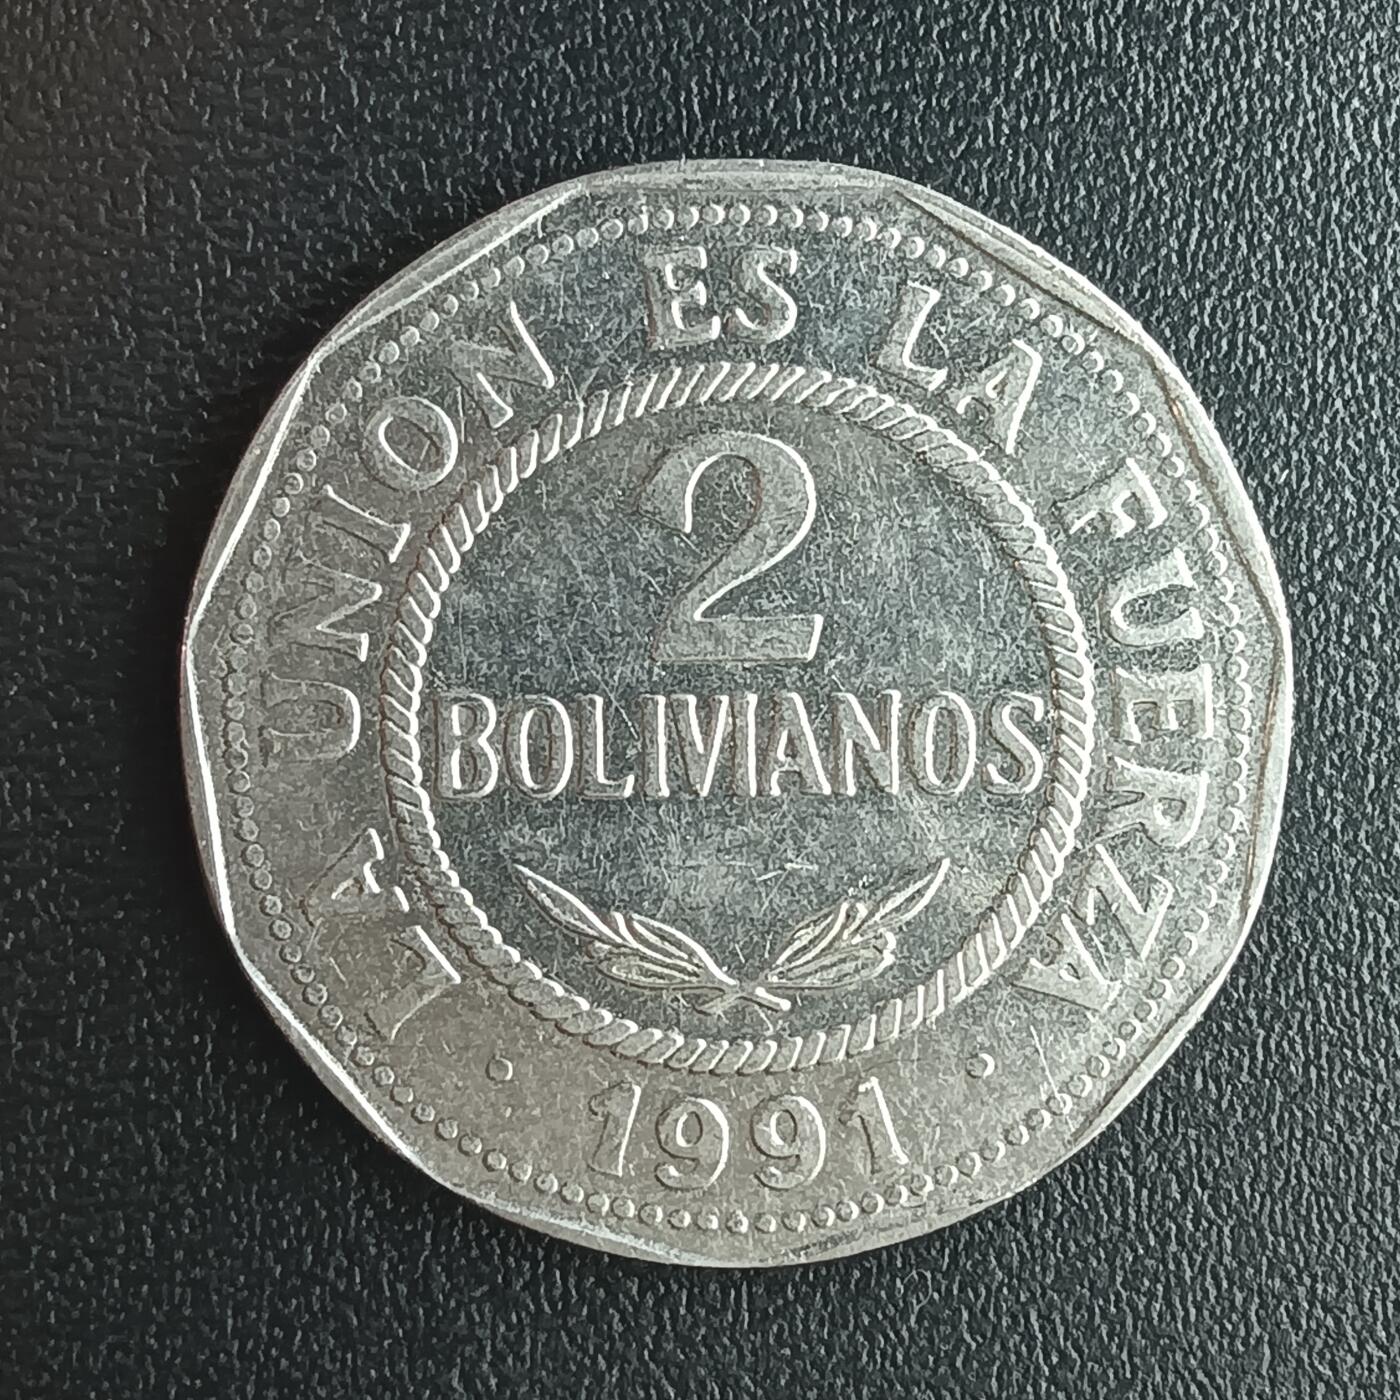 LA UNION ES LA FUERZA
2
BOLIVIANOS
· 1991 ·